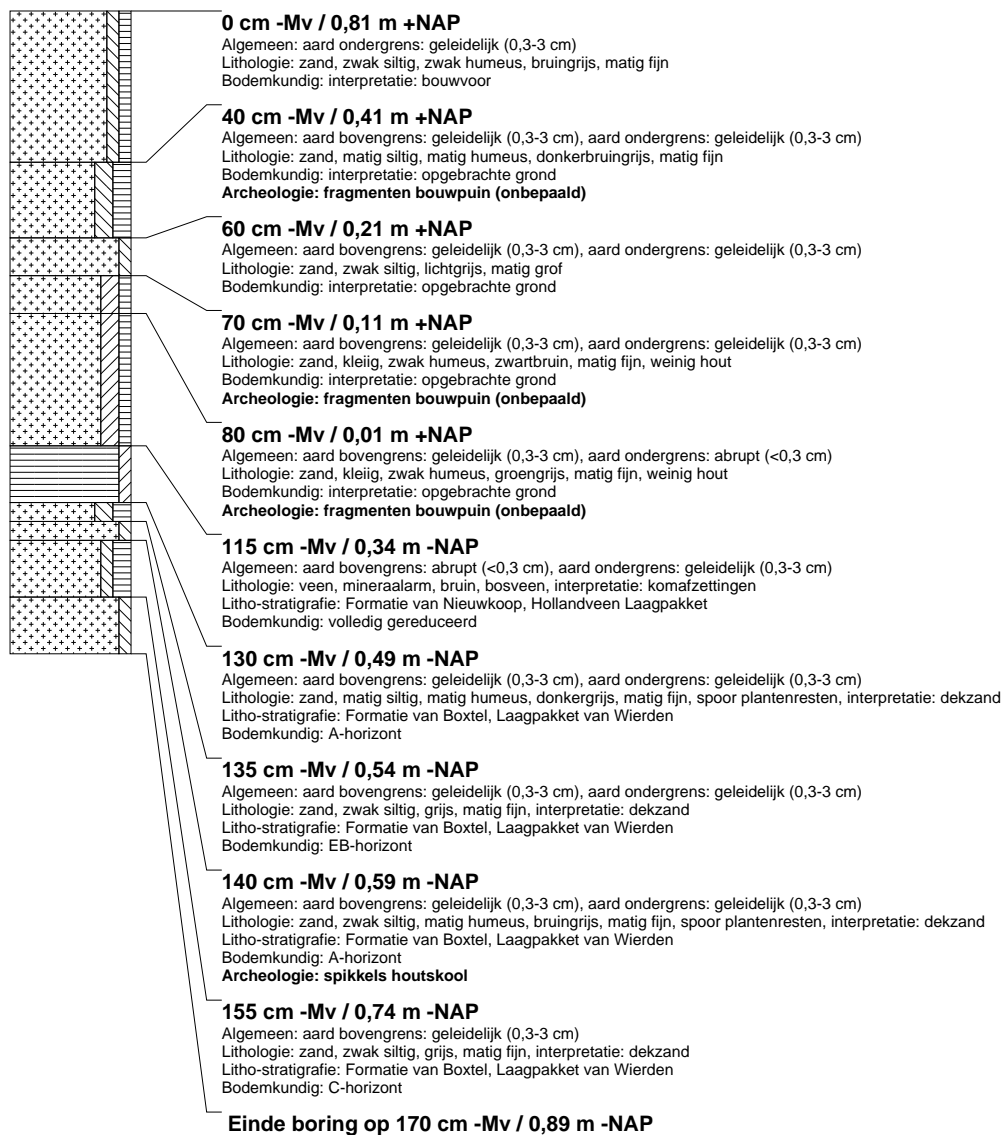 0 cm -Mv / 0,81 m +NAP
Algemeen: aard ondergrens: geleidelijk (0,3-3 cm)
Lithologie: zand, zwak siltig, zwak humeus, bruingrijs, matig fijn
Bodemkundig: interpretatie: bouwvoor
40 cm -Mv / 0,41 m +NAP
Algemeen: aard bovengrens: geleidelijk (0,3-3 cm), aard ondergrens: geleidelijk (0,3-3 cm)
Lithologie: zand, matig siltig, matig humeus, donkerbruingrijs, matig fijn
Bodemkundig: interpretatie: opgebrachte grond
Archeologie: fragmenten bouwpuin (onbepaald)
60 cm -Mv / 0,21 m +NAP
Algemeen: aard bovengrens: geleidelijk (0,3-3 cm), aard ondergrens: geleidelijk (0,3-3 cm)
Lithologie: zand, zwak siltig, lichtgrijs, matig grof
Bodemkundig: interpretatie: opgebrachte grond
70 cm -Mv / 0,11 m +NAP
Algemeen: aard bovengrens: geleidelijk (0,3-3 cm), aard ondergrens: geleidelijk (0,3-3 cm)
Lithologie: zand, kleiig, zwak humeus, zwartbruin, matig fijn, weinig hout
Bodemkundig: interpretatie: opgebrachte grond
Archeologie: fragmenten bouwpuin (onbepaald)
80 cm -Mv / 0,01 m +NAP
Algemeen: aard bovengrens: geleidelijk (0,3-3 cm), aard ondergrens: abrupt (<0,3 cm)
Lithologie: zand, kleiig, zwak humeus, groengrijs, matig fijn, weinig hout
Bodemkundig: interpretatie: opgebrachte grond
Archeologie: fragmenten bouwpuin (onbepaald)
115 cm -Mv / 0,34 m -NAP
Algemeen: aard bovengrens: abrupt (<0,3 cm), aard ondergrens: geleidelijk (0,3-3 cm)
Lithologie: veen, mineraalarm, bruin, bosveen, interpretatie: komafzettingen
Litho-stratigrafie: Formatie van Nieuwkoop, Hollandveen Laagpakket
Bodemkundig: volledig gereduceerd
130 cm -Mv / 0,49 m -NAP
Algemeen: aard bovengrens: geleidelijk (0,3-3 cm), aard ondergrens: geleidelijk (0,3-3 cm)
Lithologie: zand, matig siltig, matig humeus, donkergrijs, matig fijn, spoor plantenresten, interpretatie: dekzand
Litho-stratigrafie: Formatie van Boxtel, Laagpakket van Wierden
Bodemkundig: A-horizont
135 cm -Mv / 0,54 m -NAP
Algemeen: aard bovengrens: geleidelijk (0,3-3 cm), aard ondergrens: geleidelijk (0,3-3 cm)
Lithologie: zand, zwak siltig, grijs, matig fijn, interpretatie: dekzand
Litho-stratigrafie: Formatie van Boxtel, Laagpakket van Wierden
Bodemkundig: EB-horizont
140 cm -Mv / 0,59 m -NAP
Algemeen: aard bovengrens: geleidelijk (0,3-3 cm), aard ondergrens: geleidelijk (0,3-3 cm)
Lithologie: zand, zwak siltig, matig humeus, bruingrijs, matig fijn, spoor plantenresten, interpretatie: dekzand
Litho-stratigrafie: Formatie van Boxtel, Laagpakket van Wierden
Bodemkundig: A-horizont
Archeologie: spikkels houtskool
155 cm -Mv / 0,74 m -NAP
Algemeen: aard bovengrens: geleidelijk (0,3-3 cm)
Lithologie: zand, zwak siltig, grijs, matig fijn, interpretatie: dekzand
Litho-stratigrafie: Formatie van Boxtel, Laagpakket van Wierden
Bodemkundig: C-horizont
Einde boring op 170 cm -Mv / 0,89 m -NAP